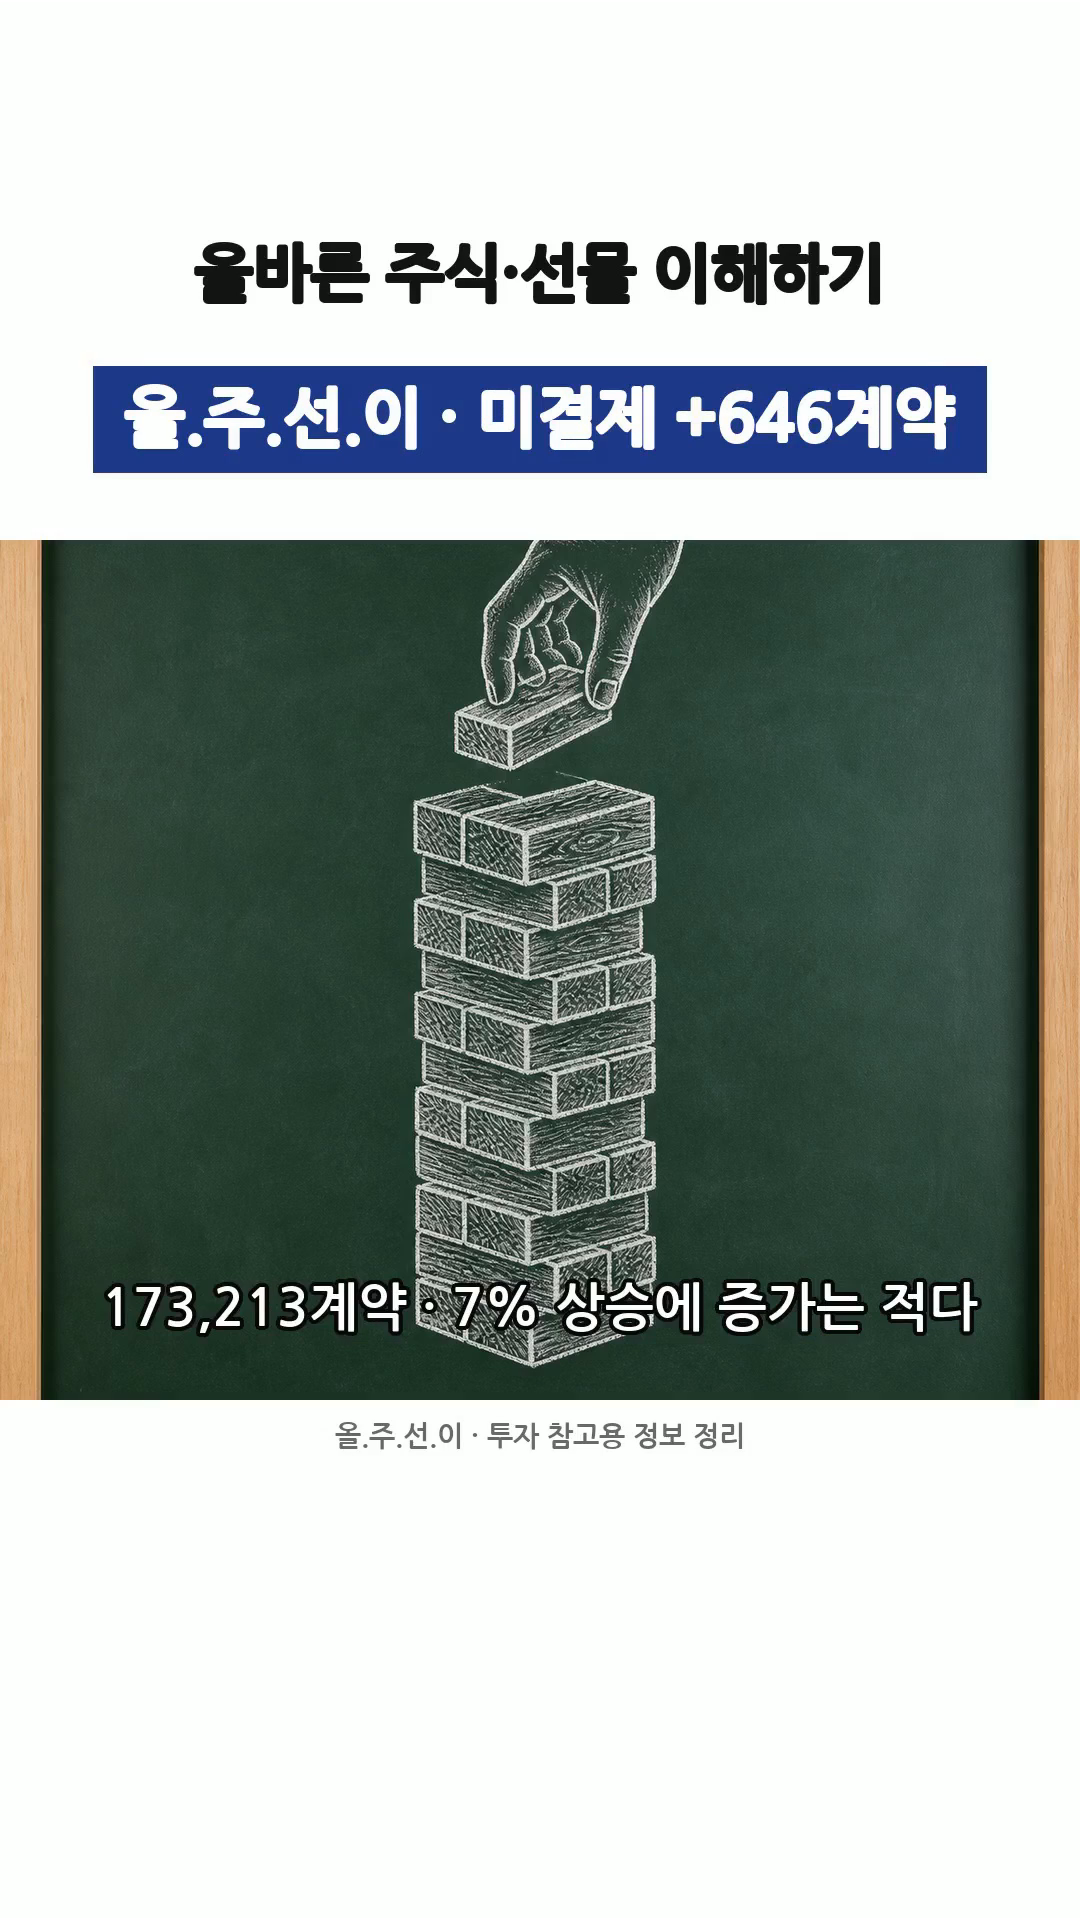 올바른 주식·선물 이해하기
올.주.선.이 · 미결제 +646계약
173,213계약 · 7% 상승에 증가는 적다
올.주.선.이 · 투자 참고용 정보 정리